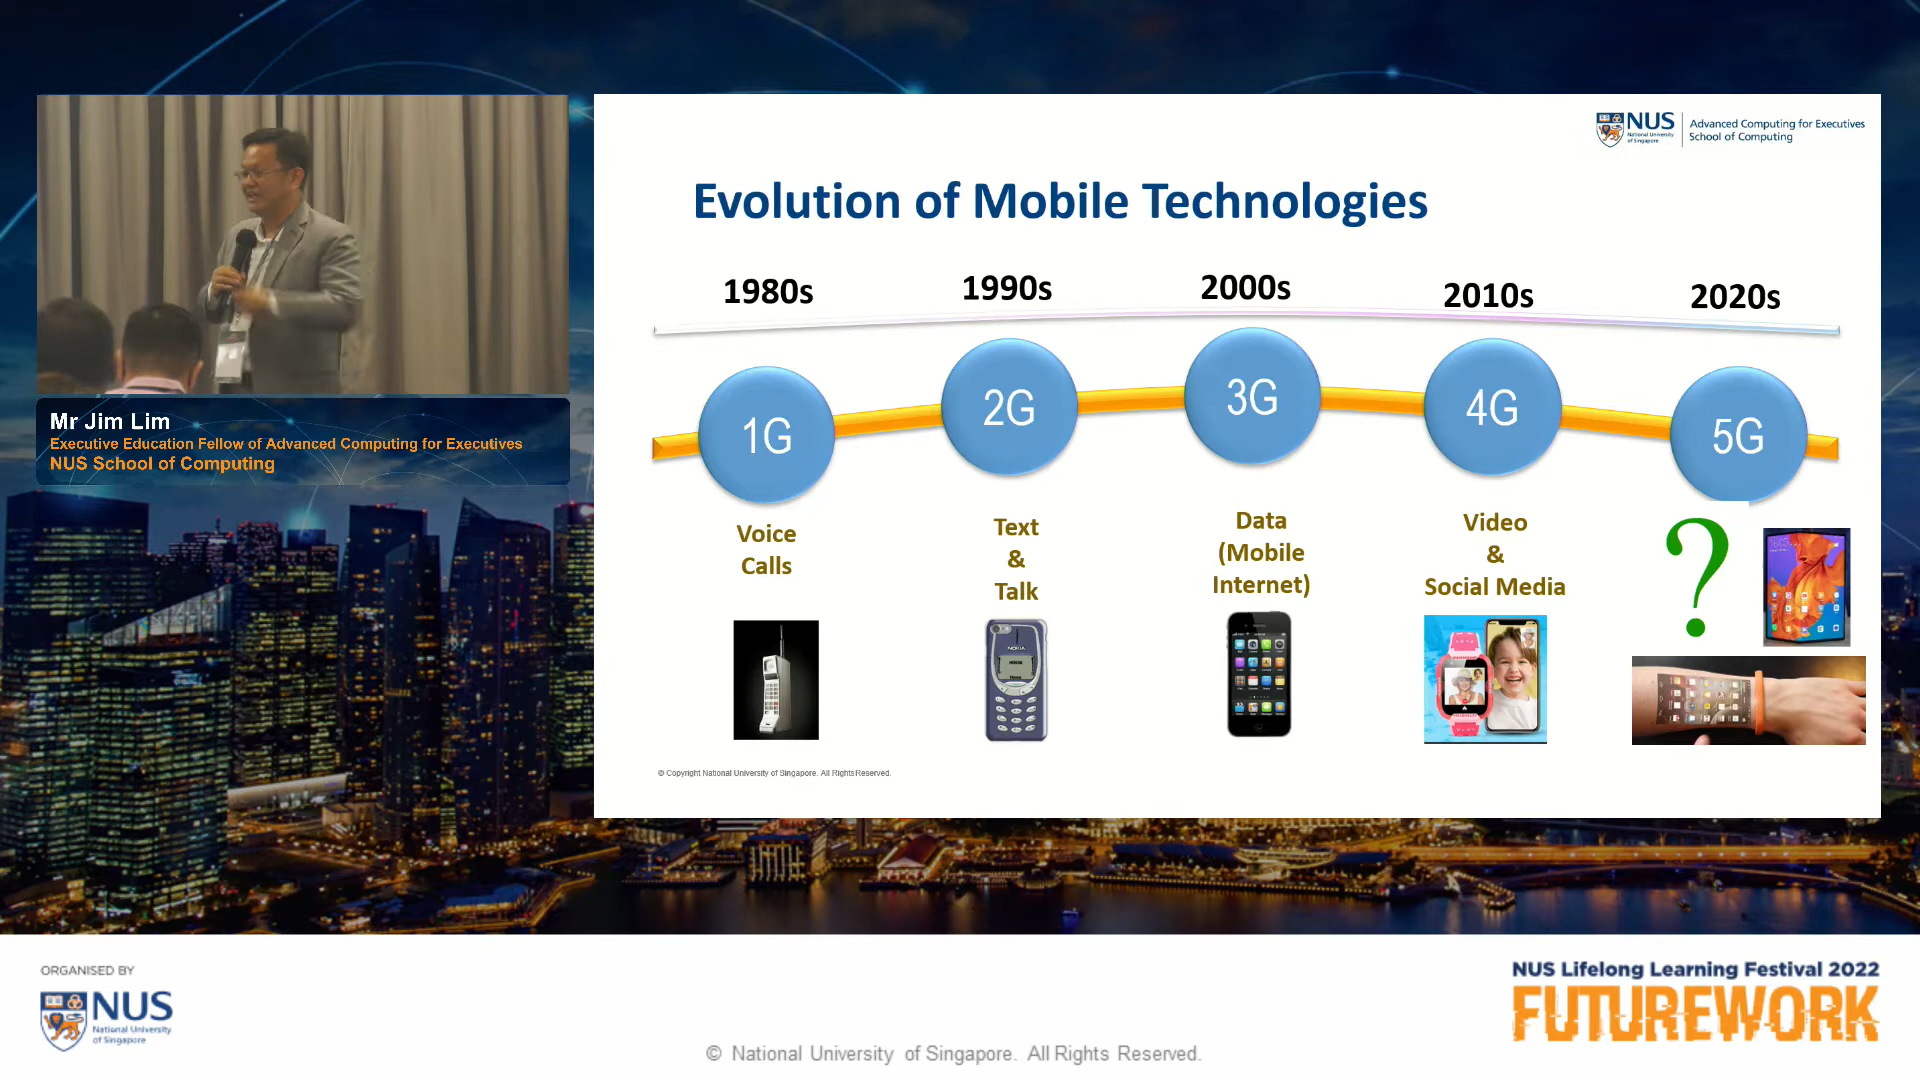 NUS
National University
of Singapore
Advanced Computing for Executives
School of Computing
Evolution of Mobile Technologies
1980s
1990s
2000s
2010s
2020s
1G
2G
3G
4G
5G
Voice
Calls
Text
&
Talk
Data
(Mobile
Internet)
Video
&
Social Media
?
NOKIA
© Copyright National University of Singapore. All Rights Reserved.
Mr Jim Lim
Executive Education Fellow of Advanced Computing for Executives
NUS School of Computing
ORGANISED BY
NUS
National University
of Singapore
© National University of Singapore. All Rights Reserved.
NUS Lifelong Learning Festival 2022
FUTUREWORK